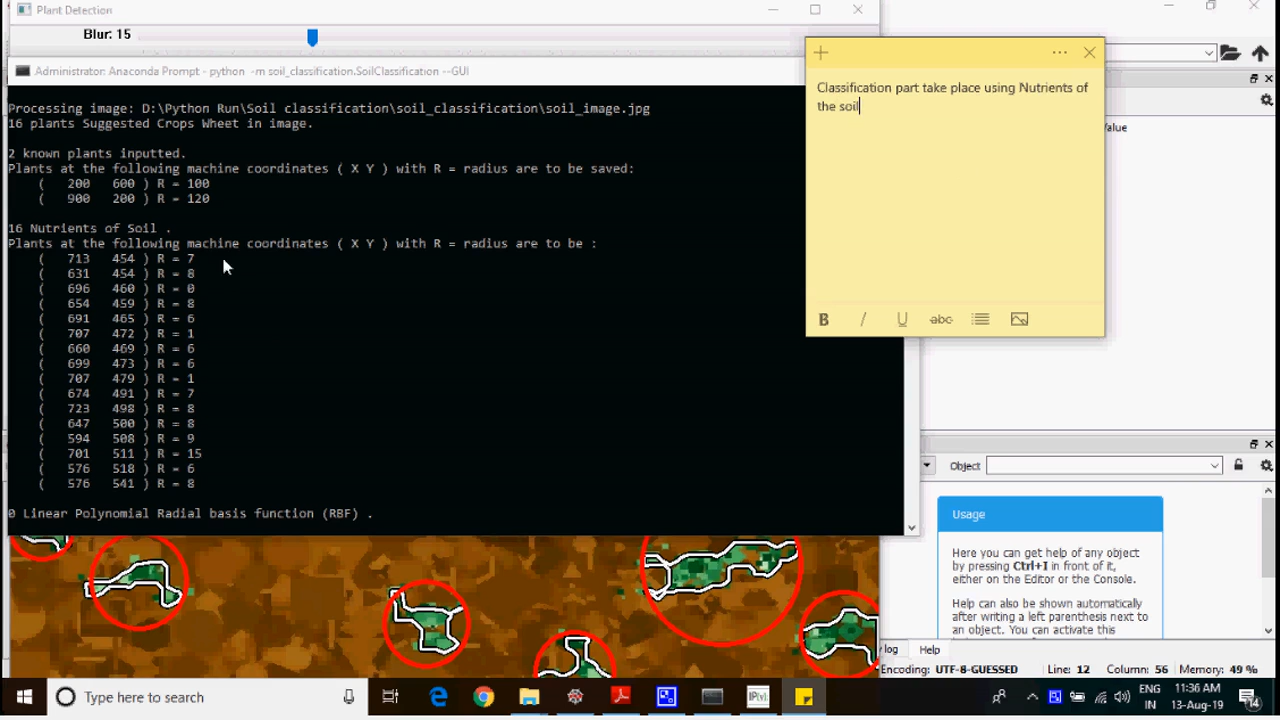 Plant Detection
Blur: 15
Administrator: Anaconda Prompt - python -m soil_classification.SoilClassification --GUI
Processing image: D:\Python Run\Soil classification\soil_classification\soil_image.jpg
16 plants Suggested Crops Wheet in image.
2 known plants inputted.
Plants at the following machine coordinates ( X Y ) with R = radius are to be saved:
( 200 600 ) R = 100
( 900 200 ) R = 120
16 Nutrients of Soil .
Plants at the following machine coordinates ( X Y ) with R = radius are to be :
( 713 454 ) R = 7
( 631 454 ) R = 8
( 696 460 ) R = 0
( 654 459 ) R = 8
( 691 465 ) R = 6
( 707 472 ) R = 1
( 660 469 ) R = 6
( 699 473 ) R = 6
( 707 479 ) R = 1
( 674 491 ) R = 7
( 723 498 ) R = 8
( 647 500 ) R = 8
( 594 508 ) R = 9
( 701 511 ) R = 15
( 576 518 ) R = 6
( 576 541 ) R = 8
0 Linear Polynomial Radial basis function (RBF) .
Classification part take place using Nutrients of
the soil
B / U abc
Value
Object
Usage
Here you can get help of any object
by pressing Ctrl+I in front of it,
either on the Editor or the Console.
Help can also be shown automatically
after writing a left parenthesis next to
an object. You can activate this
log Help
Encoding: UTF-8-GUESSED Line: 12 Column: 56 Memory: 49 %
Type here to search
IP[y]:
ENG
IN
11:36 AM
13-Aug-19
14